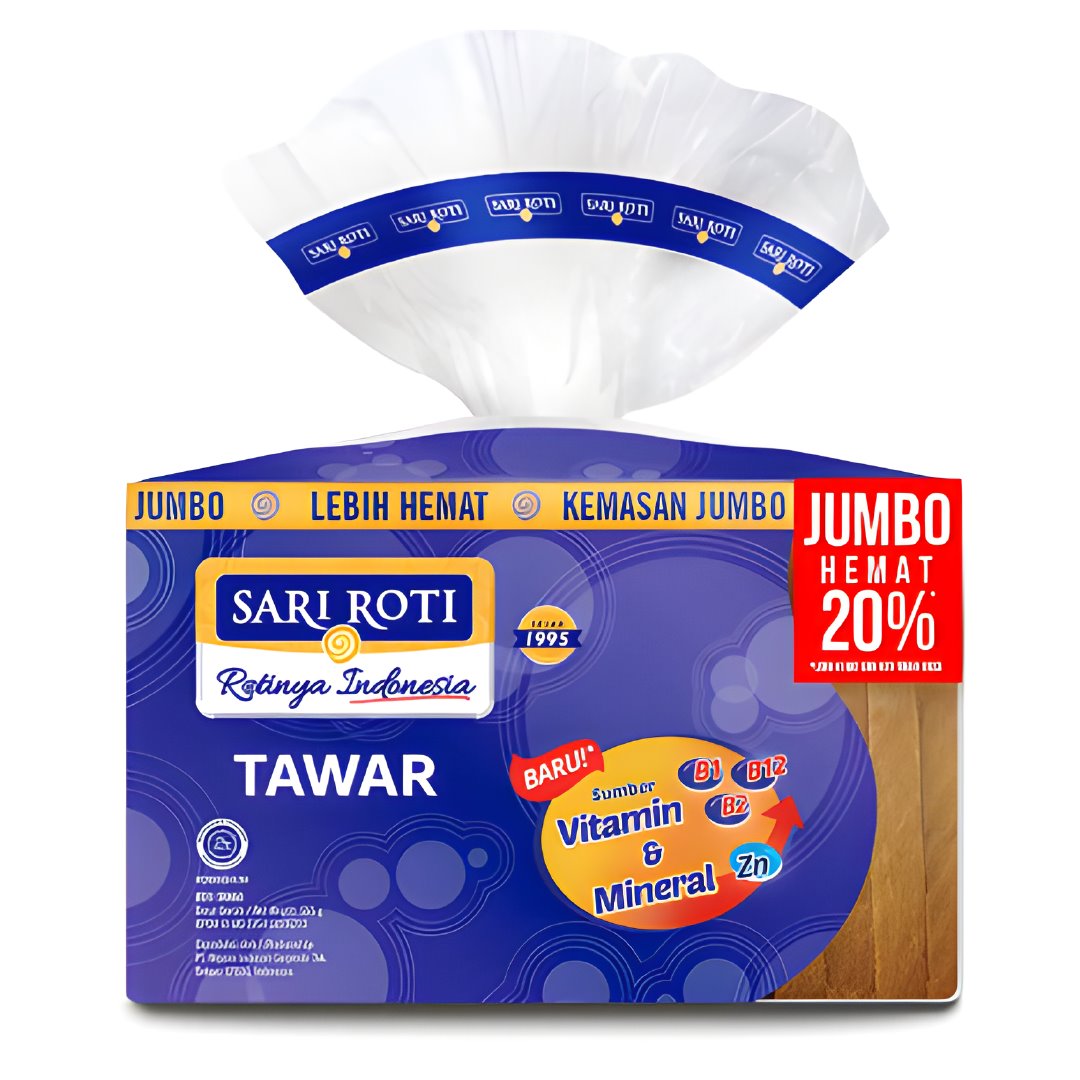 SARI ROTI
SARI ROTI
SARI ROTI
SARI ROTI
SARI ROTI
SARI ROTI
JUMBO LEBIH HEMAT KEMASAN JUMBO
JUMBO
HEMAT
20%*
SARI ROTI
Rotinya Indonesia
1995
TAWAR
BARU!*
Sumber
Vitamin
&
Mineral
B1 B12
B2
Zn